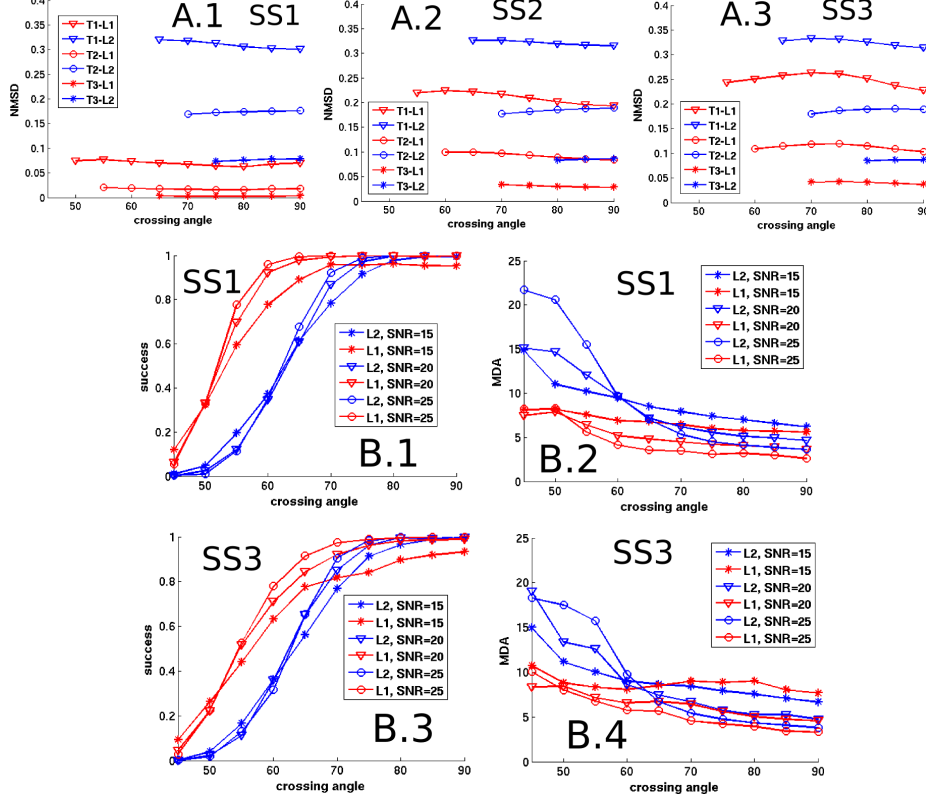 A.1
SS1
NMSD
0.4
0.35
0.3
0.25
0.2
0.15
0.1
0.05
0
T1-L1
T1-L2
T2-L1
T2-L2
T3-L1
T3-L2
50 60 70 80 90
crossing angle
A.2
SS2
NMSD
0.4
0.35
0.3
0.25
0.2
0.15
0.1
0.05
0
T1-L1
T1-L2
T2-L1
T2-L2
T3-L1
T3-L2
50 60 70 80 90
crossing angle
A.3
SS3
NMSD
0.4
0.35
0.3
0.25
0.2
0.15
0.1
0.05
0
T1-L1
T1-L2
T2-L1
T2-L2
T3-L1
T3-L2
50 60 70 80 90
crossing angle
SS1
success
1
0.8
0.6
0.4
0.2
0
L2, SNR=15
L1, SNR=15
L2, SNR=20
L1, SNR=20
L2, SNR=25
L1, SNR=25
B.1
50 60 70 80 90
crossing angle
SS1
MDA
25
20
15
10
5
0
L2, SNR=15
L1, SNR=15
L2, SNR=20
L1, SNR=20
L2, SNR=25
L1, SNR=25
B.2
50 60 70 80 90
crossing angle
SS3
success
1
0.8
0.6
0.4
0.2
0
L2, SNR=15
L1, SNR=15
L2, SNR=20
L1, SNR=20
L2, SNR=25
L1, SNR=25
B.3
50 60 70 80 90
crossing angle
SS3
MDA
25
20
15
10
5
0
L2, SNR=15
L1, SNR=15
L2, SNR=20
L1, SNR=20
L2, SNR=25
L1, SNR=25
B.4
50 60 70 80 90
crossing angle